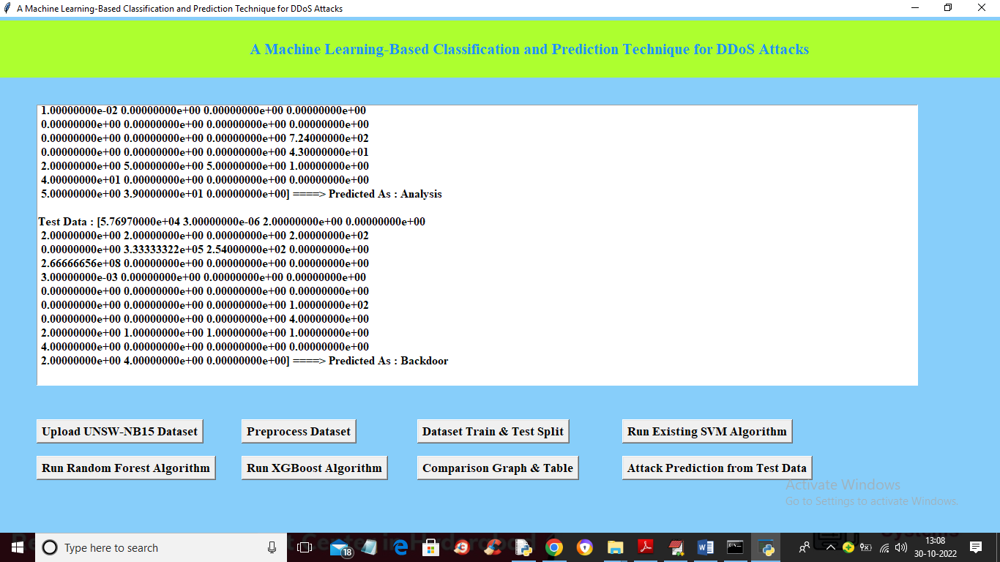 A Machine Learning-Based Classification and Prediction Technique for DDoS Attacks
A Machine Learning-Based Classification and Prediction Technique for DDoS Attacks
1.00000000e-02 0.00000000e+00 0.00000000e+00 0.00000000e+00
0.00000000e+00 0.00000000e+00 0.00000000e+00 0.00000000e+00
0.00000000e+00 0.00000000e+00 0.00000000e+00 7.24000000e+02
0.00000000e+00 0.00000000e+00 0.00000000e+00 4.30000000e+01
2.00000000e+00 5.00000000e+00 5.00000000e+00 1.00000000e+00
4.00000000e+01 0.00000000e+00 0.00000000e+00 0.00000000e+00
5.00000000e+00 3.90000000e+01 0.00000000e+00] ====> Predicted As : Analysis
Test Data : [5.76970000e+04 3.00000000e-06 2.00000000e+00 0.00000000e+00
2.00000000e+00 2.00000000e+00 0.00000000e+00 2.00000000e+02
0.00000000e+00 3.33333322e+05 2.54000000e+02 0.00000000e+00
2.66666656e+08 0.00000000e+00 0.00000000e+00 0.00000000e+00
3.00000000e-03 0.00000000e+00 0.00000000e+00 0.00000000e+00
0.00000000e+00 0.00000000e+00 0.00000000e+00 0.00000000e+00
0.00000000e+00 0.00000000e+00 0.00000000e+00 1.00000000e+02
0.00000000e+00 0.00000000e+00 0.00000000e+00 4.00000000e+00
2.00000000e+00 1.00000000e+00 1.00000000e+00 1.00000000e+00
4.00000000e+00 0.00000000e+00 0.00000000e+00 0.00000000e+00
2.00000000e+00 4.00000000e+00 0.00000000e+00] ====> Predicted As : Backdoor
Upload UNSW-NB15 Dataset Preprocess Dataset Dataset Train & Test Split Run Existing SVM Algorithm
Run Random Forest Algorithm Run XGBoost Algorithm Comparison Graph & Table Attack Prediction from Test Data
Activate Windows
Go to Settings to activate Windows.
Type here to search
18
13:08
30-10-2022